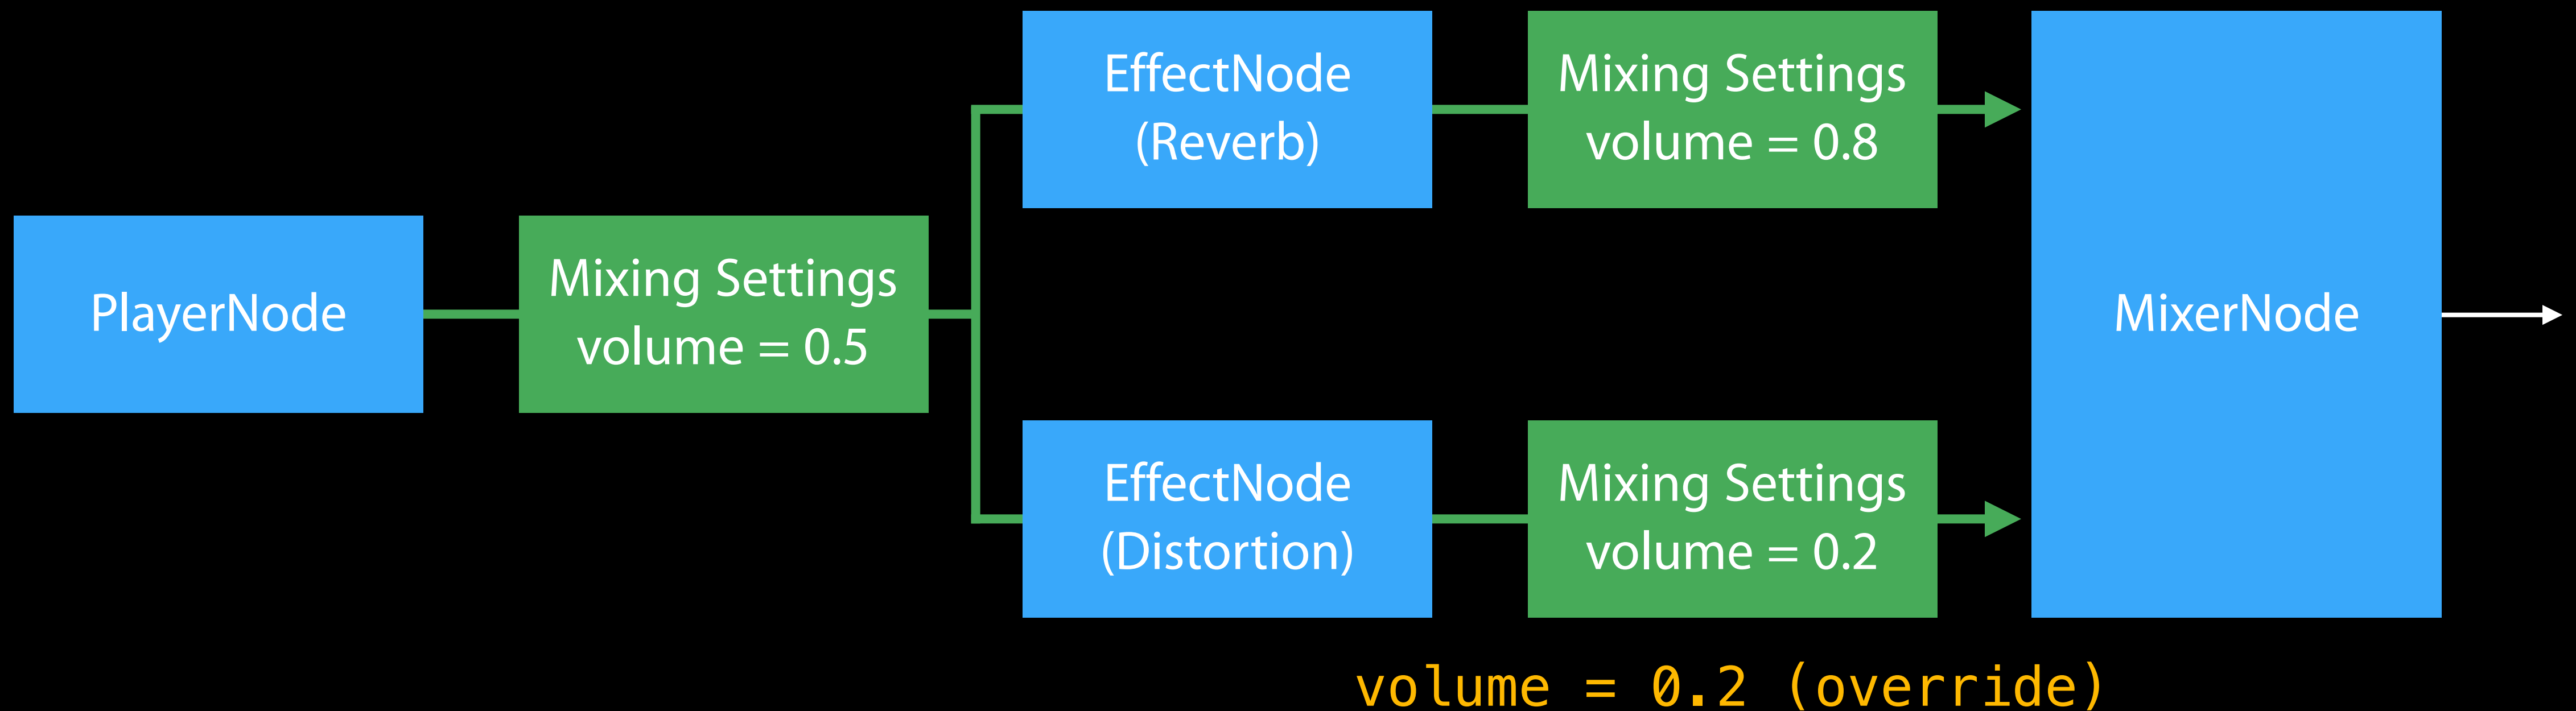 PlayerNode
Mixing Settings
volume = 0.5
EffectNode
(Reverb)
Mixing Settings
volume = 0.8
EffectNode
(Distortion)
Mixing Settings
volume = 0.2
MixerNode
volume = 0.2 (override)